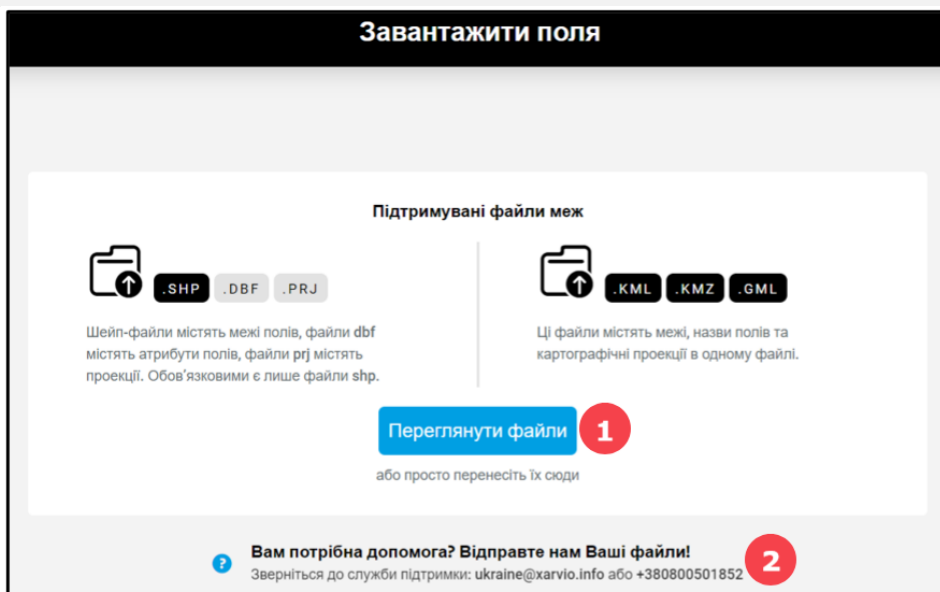 Завантажити поля
Підтримувані файли меж
.SHP .DBF .PRJ
Шейп-файли містять межі полів, файли dbf
містять атрибути полів, файли prj містять
проекції. Обов'язковими є лише файли shp.
.KML .KMZ .GML
Ці файли містять межі, назви полів та
картографічні проекції в одному файлі.
Переглянути файли 1
або просто перенесіть їх сюди
? Вам потрібна допомога? Відправте нам Ваші файли! 2
Зверніться до служби підтримки: ukraine@xarvio.info або +380800501852